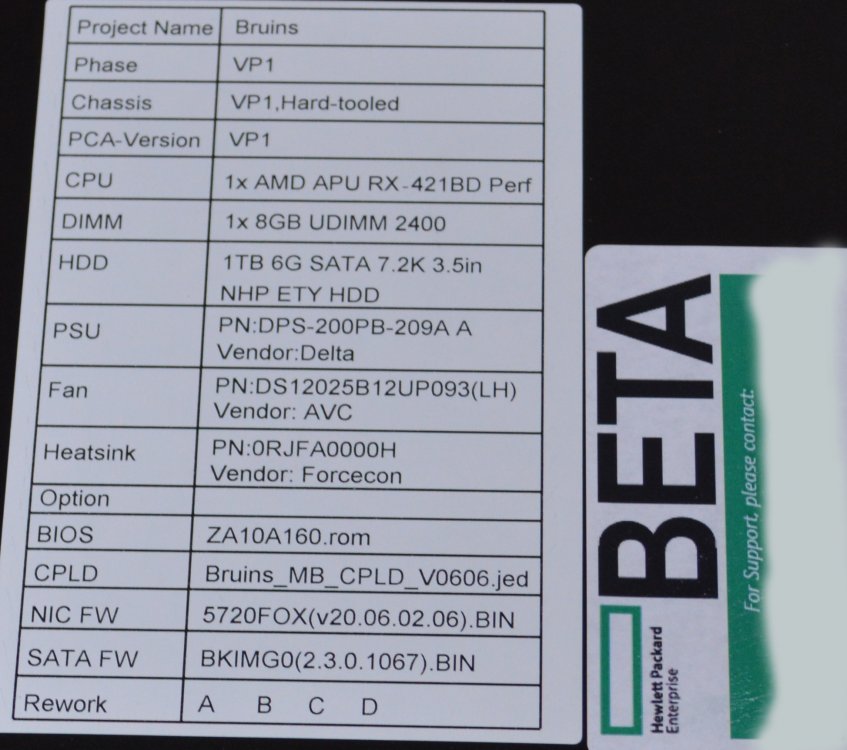 Project Name Bruins
Phase VP1
Chassis VP1,Hard-tooled
PCA-Version VP1
CPU 1x AMD APU RX-421BD Perf
DIMM 1x 8GB UDIMM 2400
HDD 1TB 6G SATA 7.2K 3.5in
NHP ETY HDD
PSU PN:DPS-200PB-209A A
Vendor:Delta
Fan PN:DS12025B12UP093(LH)
Vendor: AVC
Heatsink PN:0RJFA0000H
Vendor: Forcecon
Option
BIOS ZA10A160.rom
CPLD Bruins_MB_CPLD_V0606.jed
NIC FW 5720FOX(v20.06.02.06).BIN
SATA FW BKIMG0(2.3.0.1067).BIN
Rework A B C D
Hewlett Packard
Enterprise
BETA
For Support, please contact: